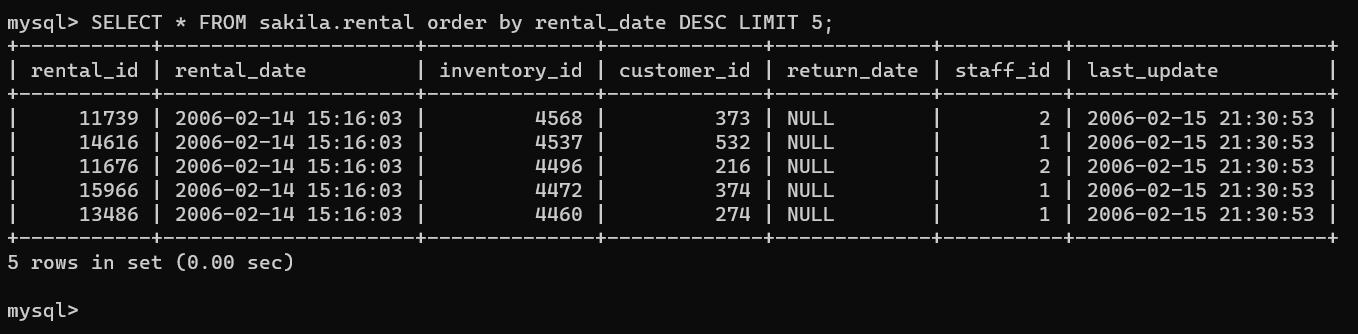 mysql> SELECT * FROM sakila.rental order by rental_date DESC LIMIT 5;
+-----------+---------------------+--------------+-------------+-------------+----------+---------------------+
| rental_id | rental_date         | inventory_id | customer_id | return_date | staff_id | last_update         |
+-----------+---------------------+--------------+-------------+-------------+----------+---------------------+
|     11739 | 2006-02-14 15:16:03 |         4568 |         373 | NULL        |        2 | 2006-02-15 21:30:53 |
|     14616 | 2006-02-14 15:16:03 |         4537 |         532 | NULL        |        1 | 2006-02-15 21:30:53 |
|     11676 | 2006-02-14 15:16:03 |         4496 |         216 | NULL        |        2 | 2006-02-15 21:30:53 |
|     15966 | 2006-02-14 15:16:03 |         4472 |         374 | NULL        |        1 | 2006-02-15 21:30:53 |
|     13486 | 2006-02-14 15:16:03 |         4460 |         274 | NULL        |        1 | 2006-02-15 21:30:53 |
+-----------+---------------------+--------------+-------------+-------------+----------+---------------------+
5 rows in set (0.00 sec)
mysql>